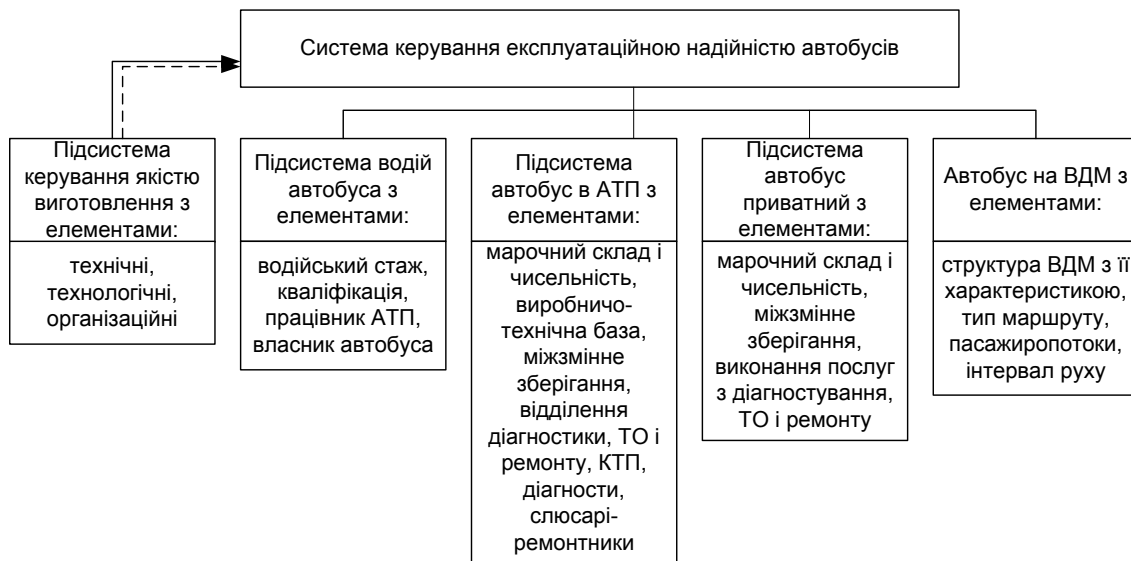 Система керування експлуатаційною надійністю автобусів
Підсистема
керування якістю
виготовлення з
елементами:
технічні,
технологічні,
організаційні
Підсистема водій
автобуса з
елементами:
водійський стаж,
кваліфікація,
працівник АТП,
власник автобуса
Підсистема
автобус в АТП з
елементами:
марочний склад і
чисельність,
виробничо-
технічна база,
міжзмінне
зберігання,
відділення
діагностики, ТО і
ремонту, КТП,
діагности,
слюсарі-
ремонтники
Підсистема
автобус
приватний з
елементами:
марочний склад і
чисельність,
міжзмінне
зберігання,
виконання послуг
з діагностування,
ТО і ремонту
Автобус на ВДМ з
елементами:
структура ВДМ з її
характеристикою,
тип маршруту,
пасажиропотоки,
інтервал руху